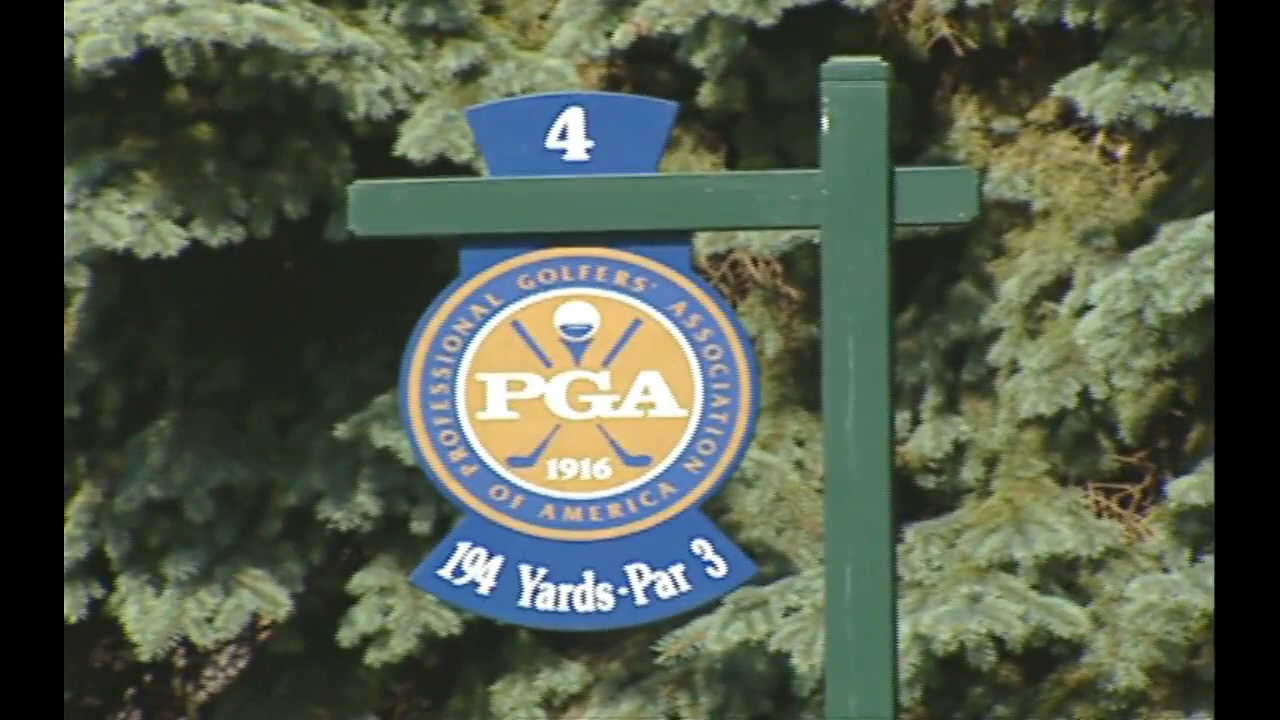 4
PROFESSIONAL GOLFERS' ASSOCIATION
OF AMERICA
PGA
1916
194 Yards-Par 3